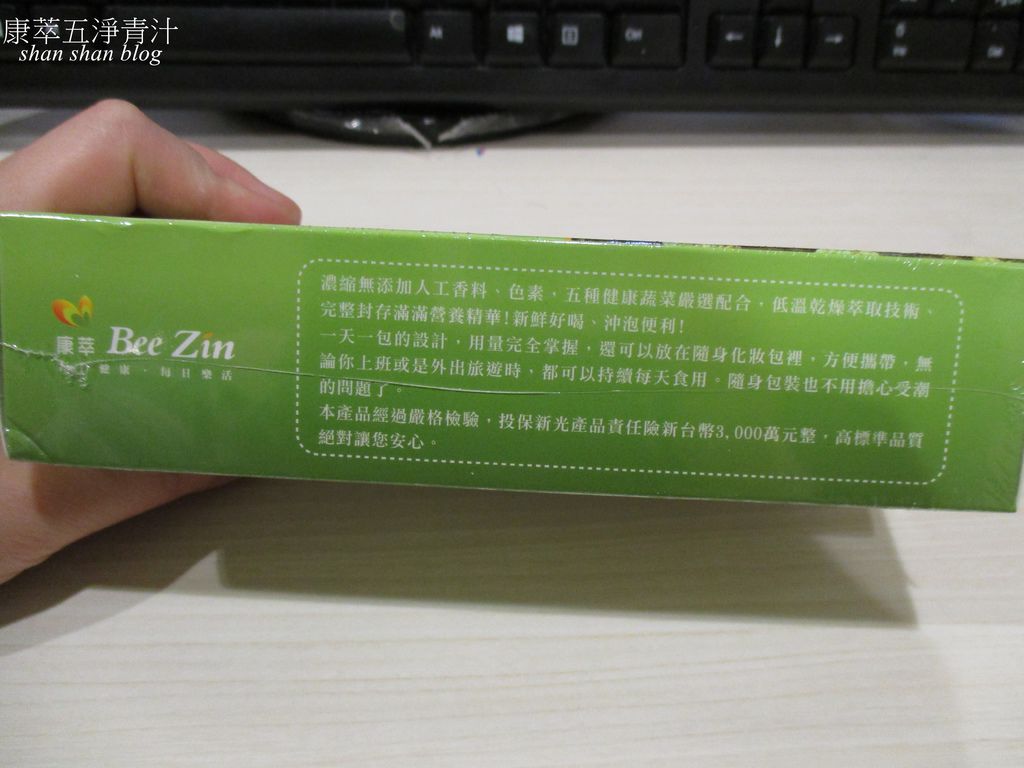 康萃五淨青汁
shan shan blog
康萃 Bee Zin
健康・每日樂活
濃縮無添加人工香料、色素，五種健康蔬菜嚴選配合，低溫乾燥萃取技術、
完整封存滿滿營養精華!新鮮好喝、沖泡便利!
一天一包的設計，用量完全掌握，還可以放在隨身化妝包裡，方便攜帶，無
論你上班或是外出旅遊時，都可以持續每天食用。隨身包裝也不用擔心受潮
的問題了。
本產品經過嚴格檢驗，投保新光產品責任險新台幣3,000萬元整，高標準品質
絕對讓您安心。